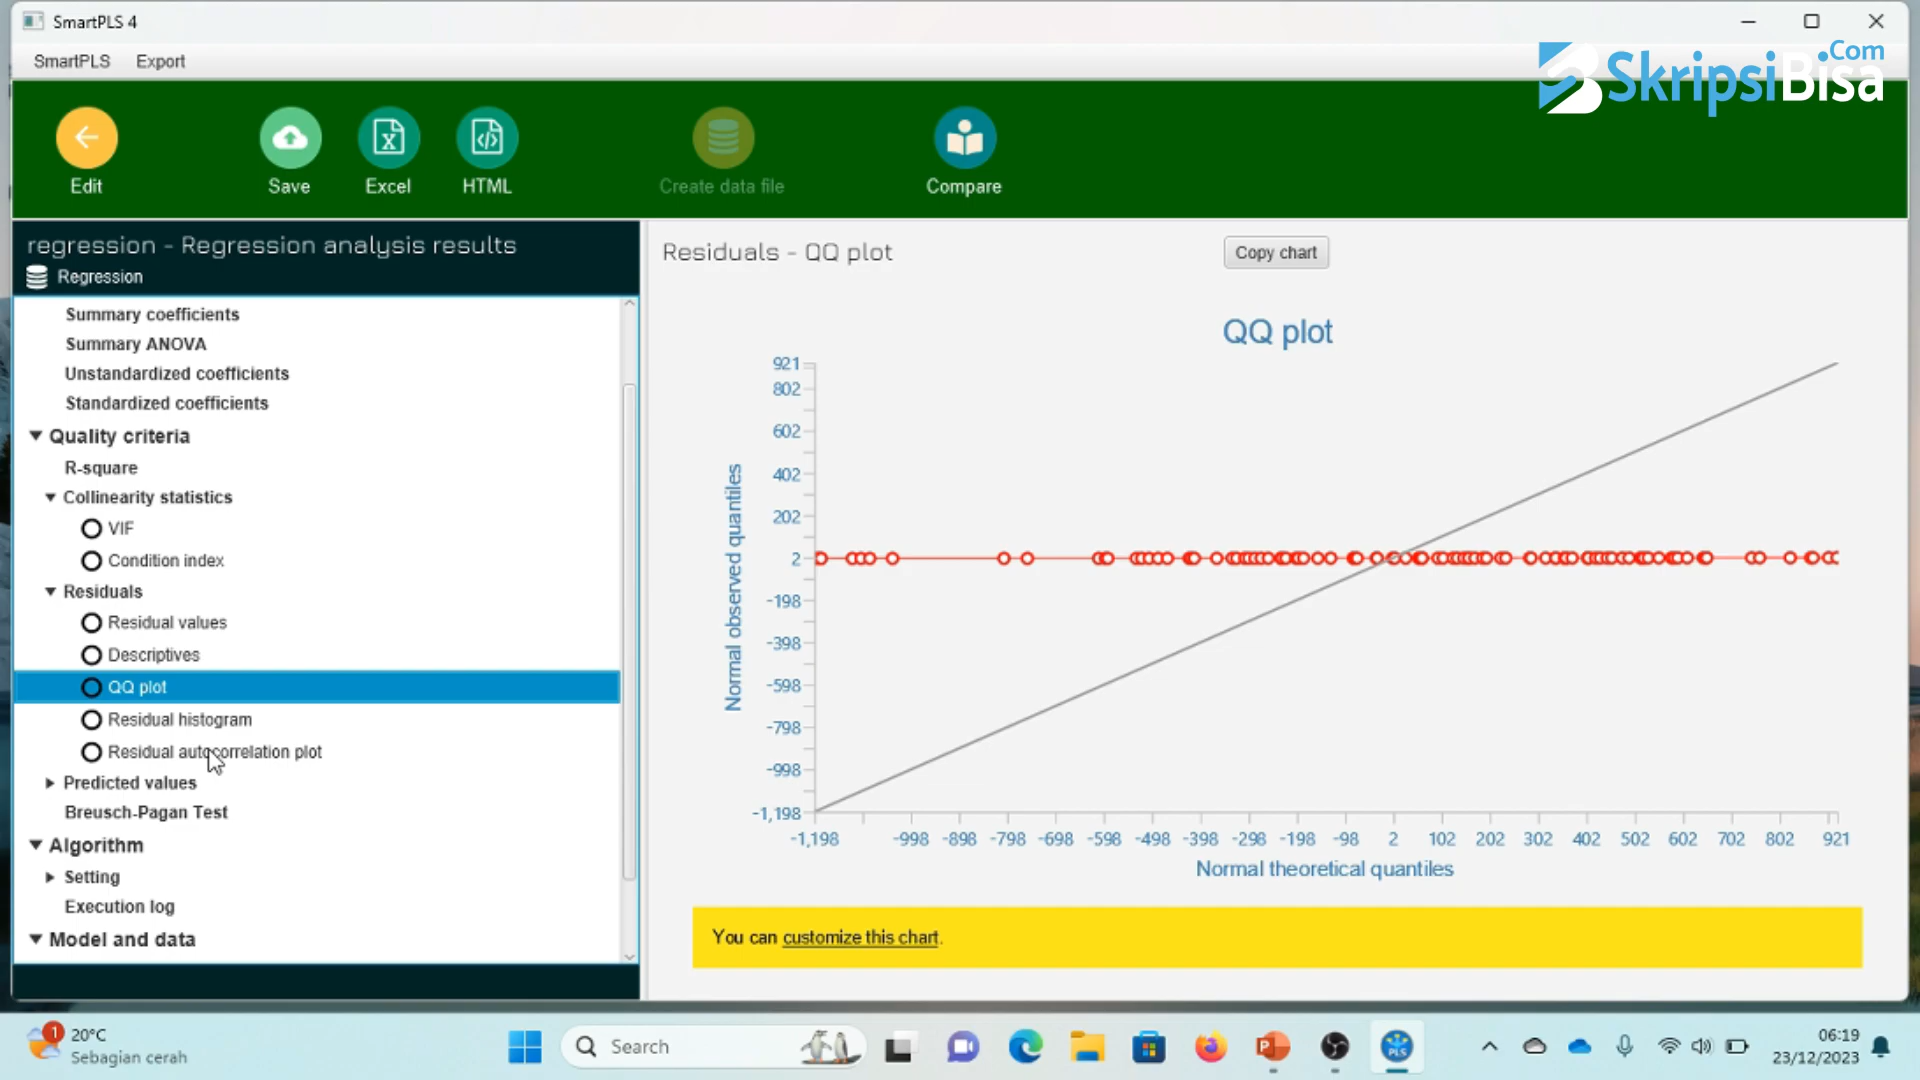 SmartPLS 4
SmartPLS Export
SkripsiBisa.Com
Edit Save Excel HTML Create data file Compare
regression - Regression analysis results
Regression
Summary coefficients
Summary ANOVA
Unstandardized coefficients
Standardized coefficients
Quality criteria
R-square
Collinearity statistics
VIF
Condition index
Residuals
Residual values
Descriptives
QQ plot
Residual histogram
Residual autocorrelation plot
Predicted values
Breusch-Pagan Test
Algorithm
Setting
Execution log
Model and data
Residuals - QQ plot
Copy chart
QQ plot
Normal observed quantiles
921
802
602
402
202
2
-198
-398
-598
-798
-998
-1,198
-1,198 -998 -898 -798 -698 -598 -498 -398 -298 -198 -98 2 102 202 302 402 502 602 702 802 921
Normal theoretical quantiles
You can customize this chart.
1
20°C
Sebagian cerah
Search
PLS
06:19
23/12/2023